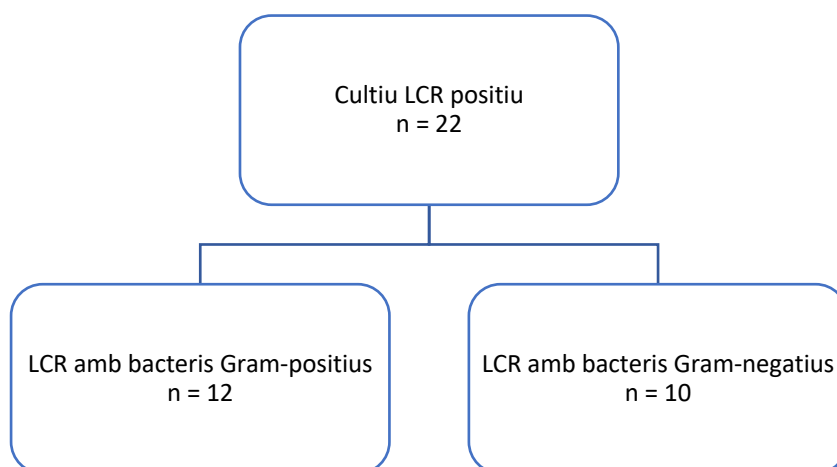 Cultiu LCR positiu
n = 22
LCR amb bacteris Gram-positius
n = 12
LCR amb bacteris Gram-negatius
n = 10